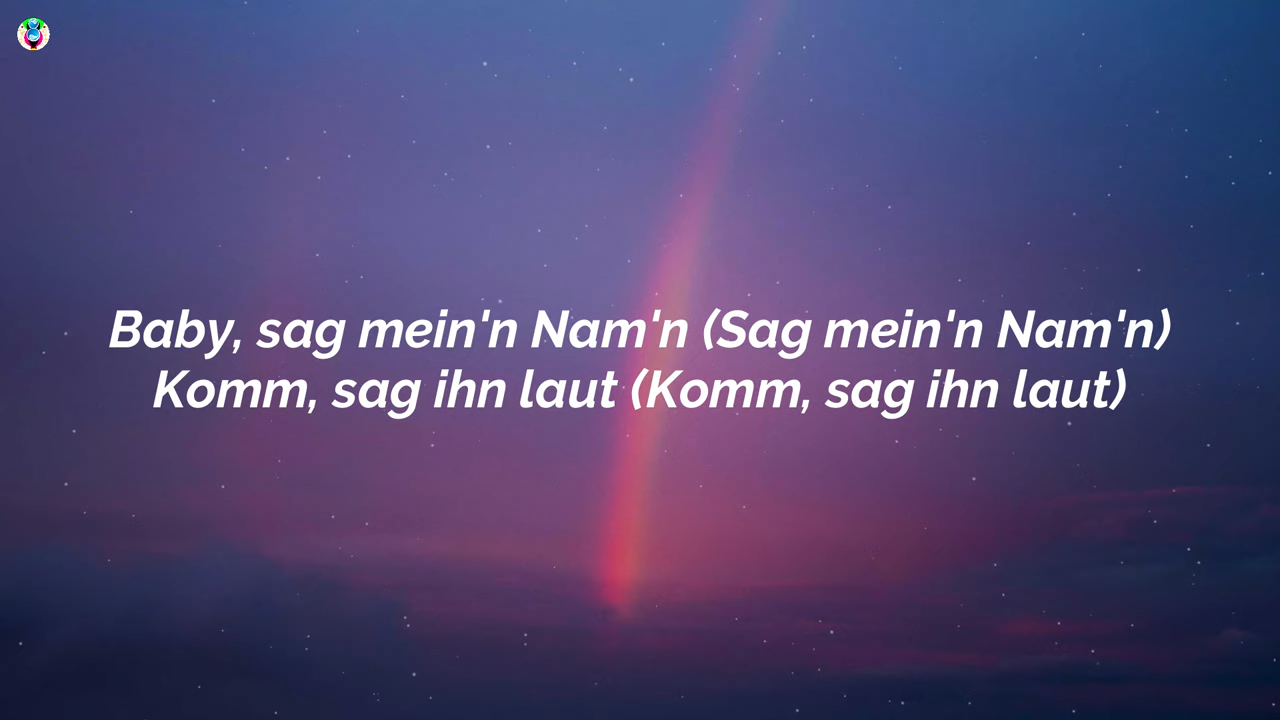 Baby, sag mein'n Nam'n (Sag mein'n Nam'n)
Komm, sag ihn laut (Komm, sag ihn laut)